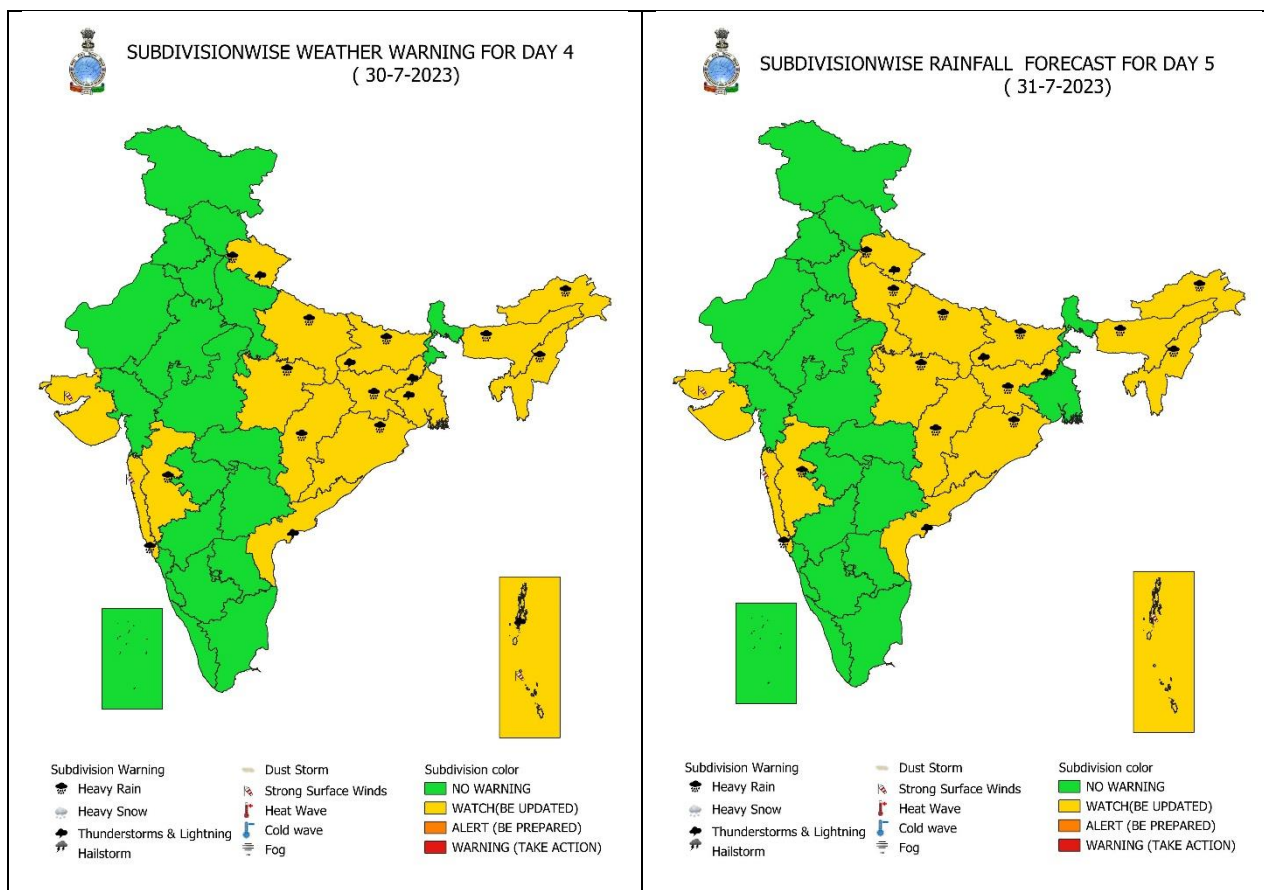 SUBDIVISIONWISE WEATHER WARNING FOR DAY 4
( 30-7-2023)
Subdivision Warning
Heavy Rain
Heavy Snow
Thunderstorms & Lightning
Hailstorm
Dust Storm
Strong Surface Winds
Heat Wave
Cold wave
Fog
Subdivision color
NO WARNING
WATCH(BE UPDATED)
ALERT (BE PREPARED)
WARNING (TAKE ACTION)
SUBDIVISIONWISE RAINFALL FORECAST FOR DAY 5
( 31-7-2023)
Subdivision Warning
Heavy Rain
Heavy Snow
Thunderstorms & Lightning
Hailstorm
Dust Storm
Strong Surface Winds
Heat Wave
Cold wave
Fog
Subdivision color
NO WARNING
WATCH(BE UPDATED)
ALERT (BE PREPARED)
WARNING (TAKE ACTION)